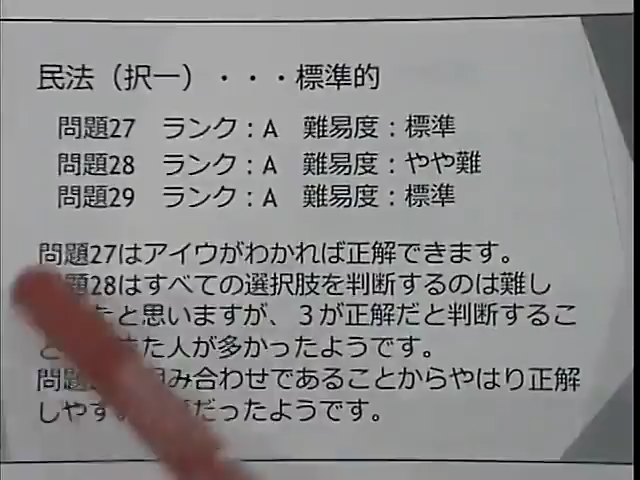 民法（択一）・・・標準的
問題27　ランク：A　難易度：標準
問題28　ランク：A　難易度：やや難
問題29　ランク：A　難易度：標準
問題27はアイウがわかれば正解できます。
題28はすべての選択肢を判断するのは難し
たと思いますが、３が正解だと判断するこ
た人が多かったようです。
問題 組み合わせであることからやはり正解
しやす だったようです。